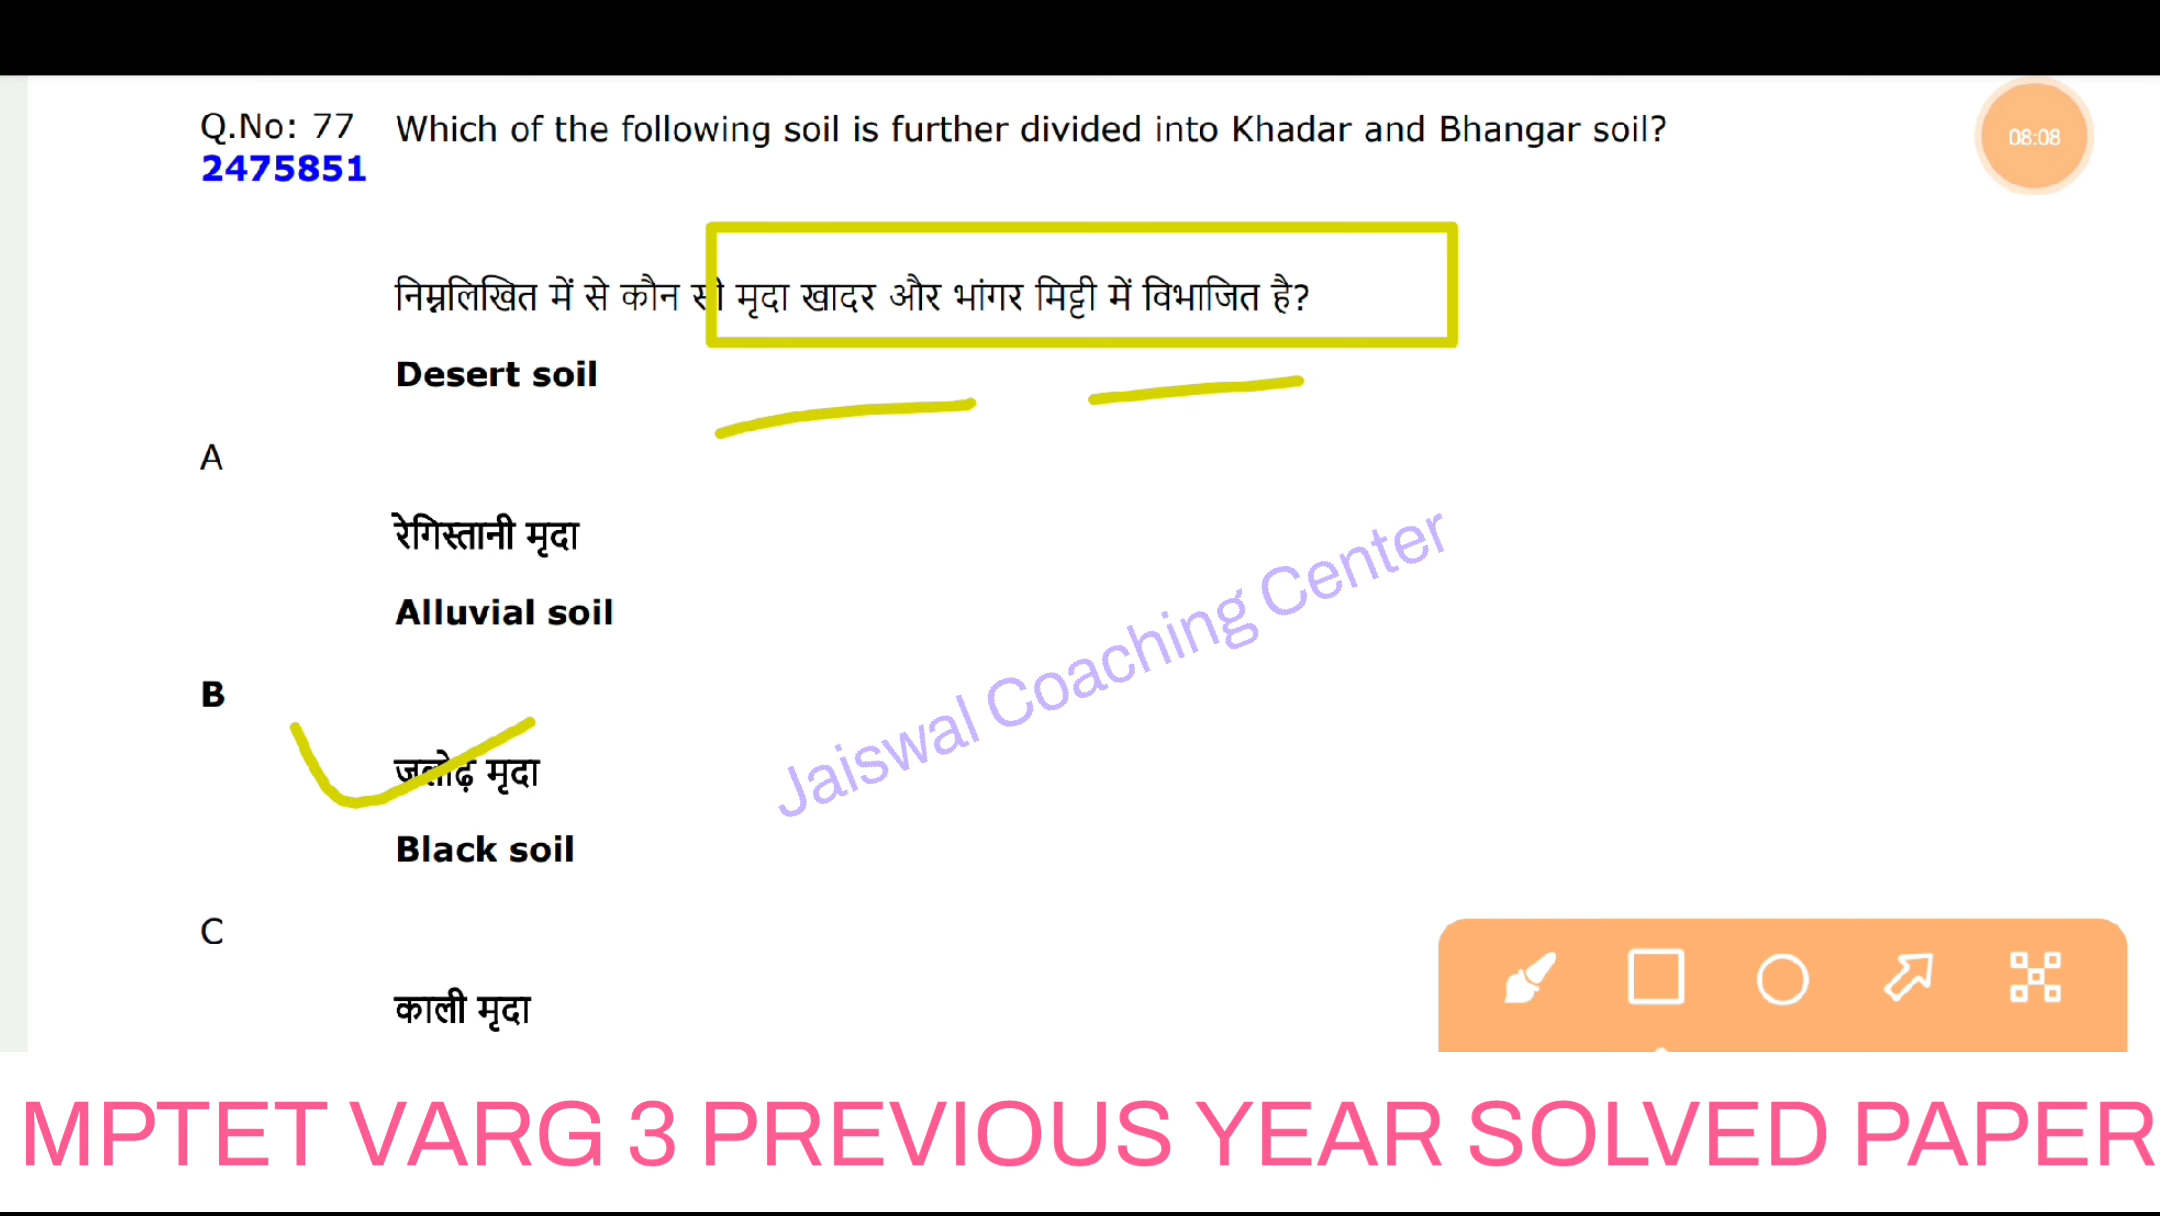 Q.No: 77 Which of the following soil is further divided into Khadar and Bhangar soil?
2475851
08:08
निम्नलिखित में से कौन सी मृदा खादर और भांगर मिट्टी में विभाजित है?
Desert soil
A
रेगिस्तानी मृदा
Alluvial soil
B
जलोढ़ मृदा
Black soil
C
काली मृदा
Jaiswal Coaching Center
MPTET VARG 3 PREVIOUS YEAR SOLVED PAPER